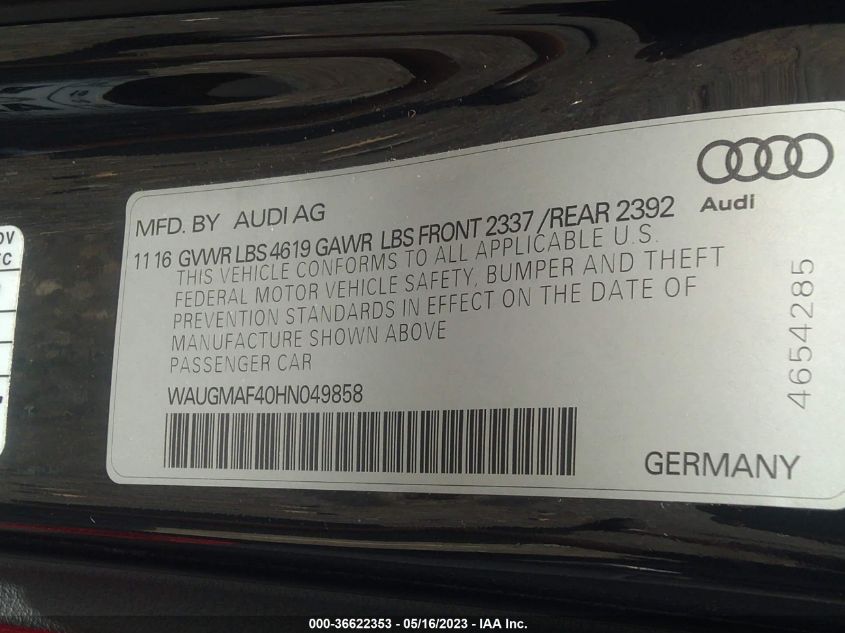 Audi
MFD. BY AUDI AG
11 16 GVWR LBS 4619 GAWR LBS FRONT 2337 /REAR 2392
THIS VEHICLE CONFORMS TO ALL APPLICABLE U.S.
FEDERAL MOTOR VEHICLE SAFETY, BUMPER AND THEFT
PREVENTION STANDARDS IN EFFECT ON THE DATE OF
MANUFACTURE SHOWN ABOVE
PASSENGER CAR
WAUGMAF40HN049858
GERMANY
4654285
000-36622353 - 05/16/2023 - IAA Inc.